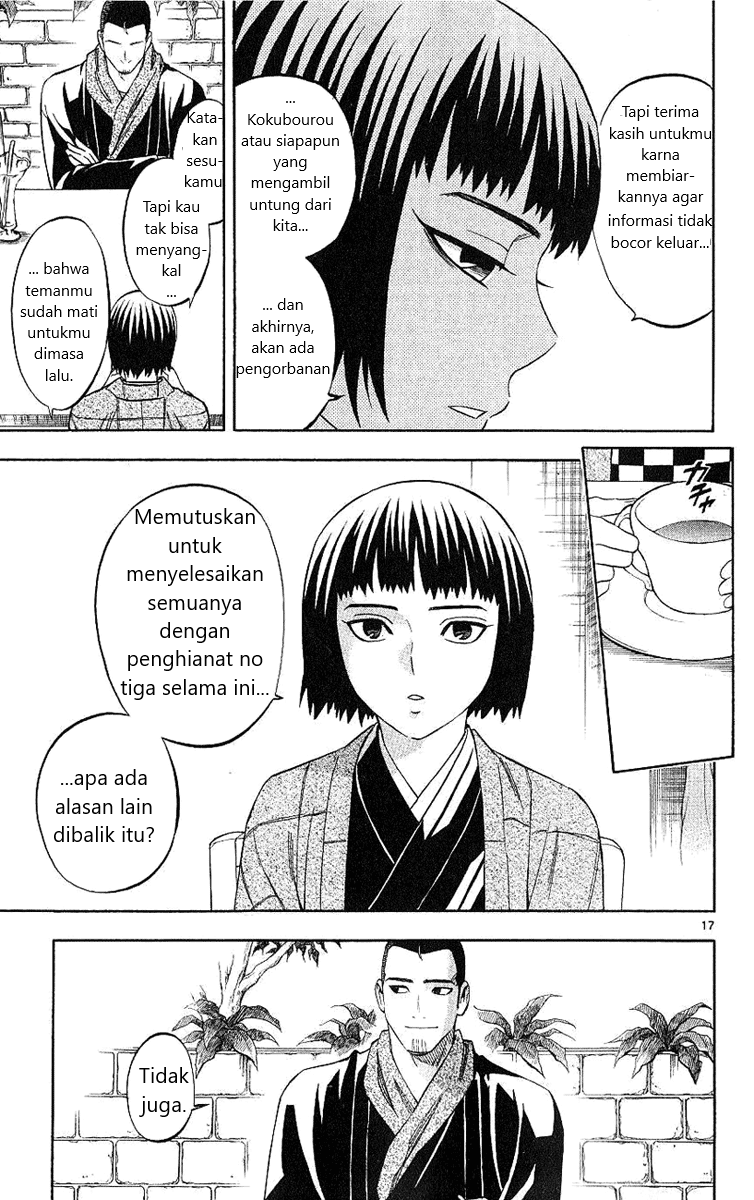 Tapi terima
kasih untukmu
karna
membiar-
kannya agar
informasi tidak
bocor keluar...
...
Kokubourou
atau siapapun
yang
mengambil
untung dari
kita...
... dan
akhirnya,
akan ada
pengorbanan
Kata-
kan
sesu-
kamu
Tapi kau
tak bisa
menyang-
kal
...
... bahwa
temanmu
sudah mati
untukmu
dimasa
lalu.
カチャ
Memutuskan
untuk
menyelesaikan
semuanya
dengan
penghianat no
tiga selama ini...
...apa ada
alasan lain
dibalik itu?
17
Tidak
juga.